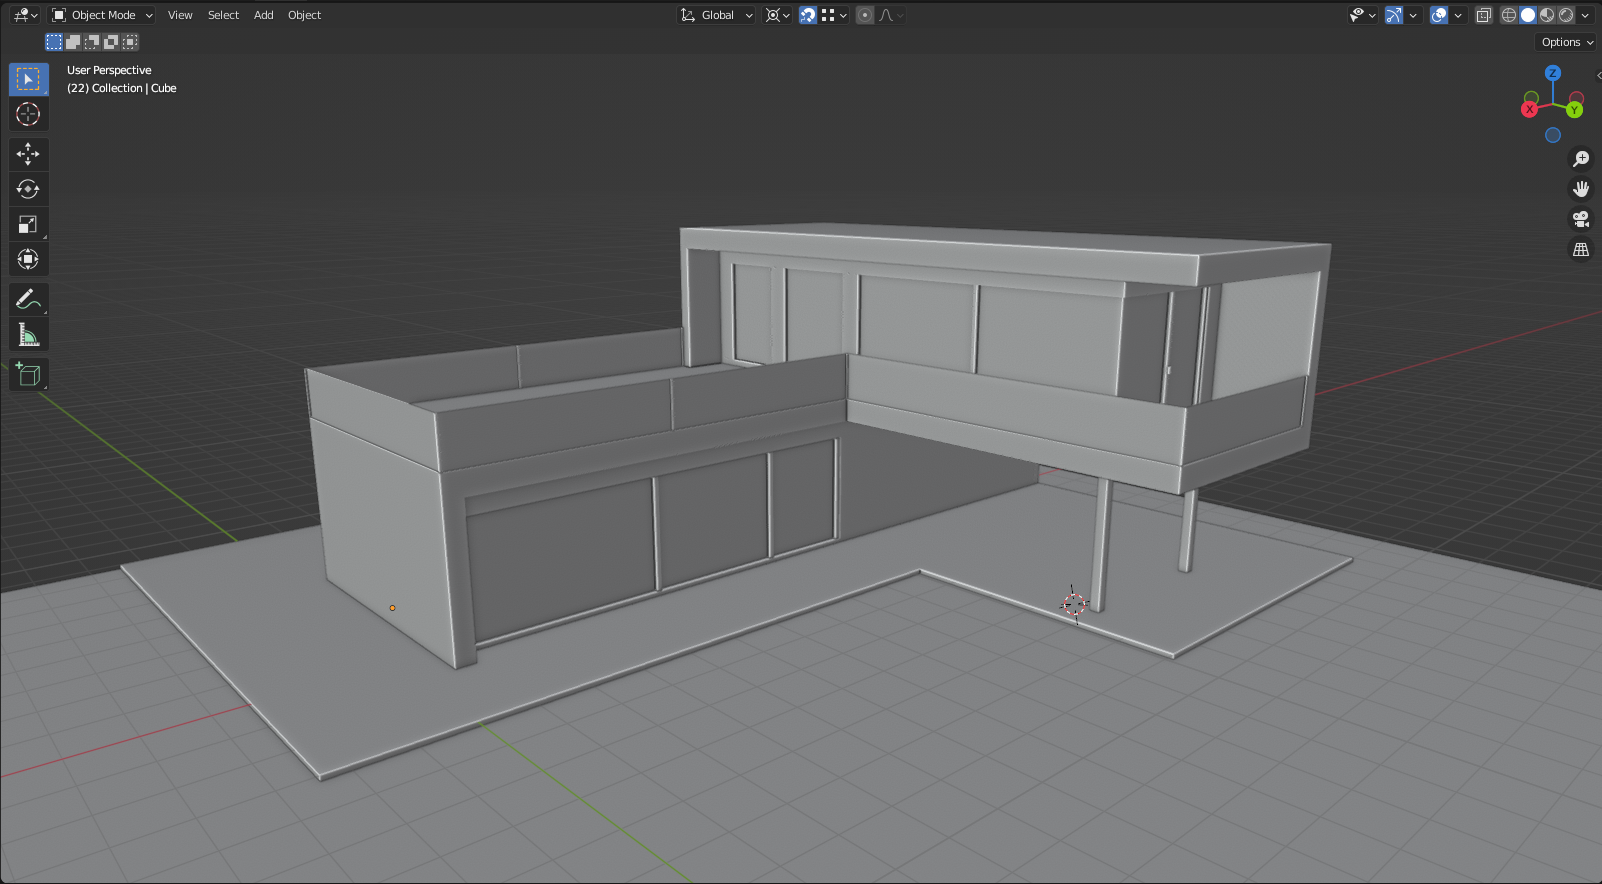 Object Mode View Select Add Object Global
Options
User Perspective
(22) Collection | Cube
Z
X
Y